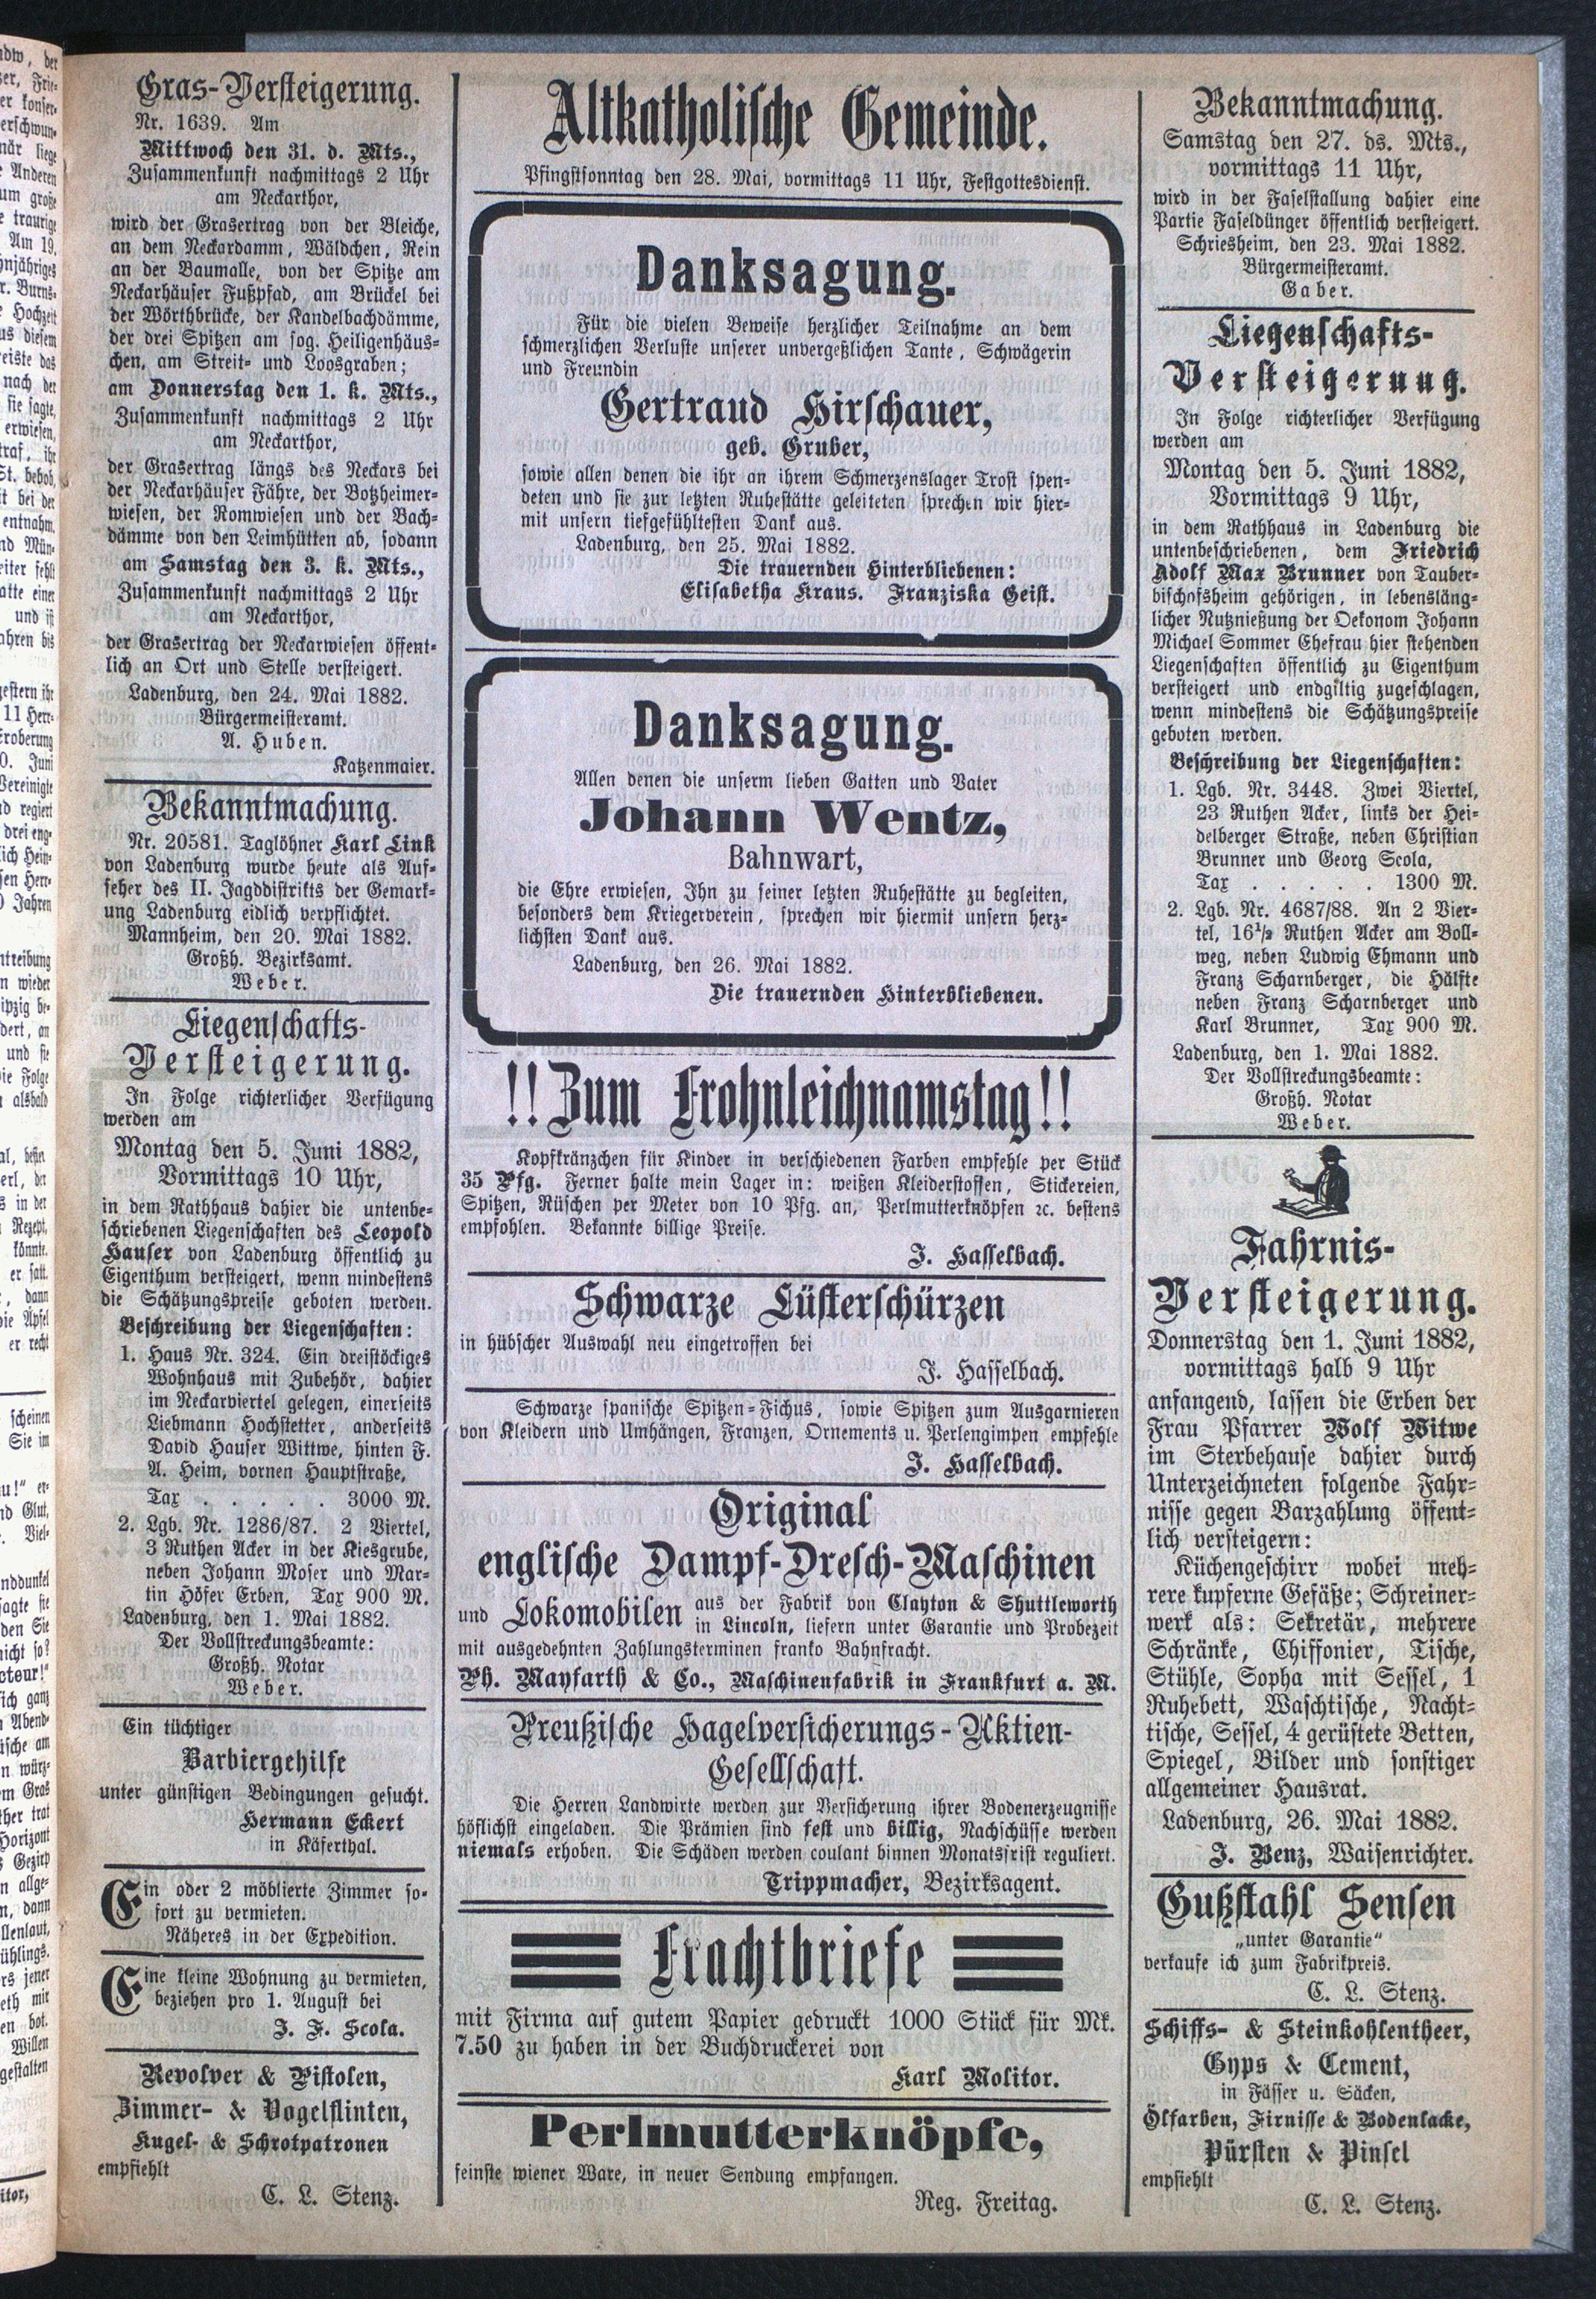 Gras-Versteigerung.
Nr. 1639. Am
Mittwoch den 31. d. Mts.,
Zusammenkunft nachmittags 2 Uhr
am Neckarthor,
wird der Grasertrag von der Bleiche,
an dem Neckardamm, Wäldchen, Rein
an der Baumalle, von der Spitze am
Neckarhäuser Fußpfad, am Brückel bei
der Wörthbrücke, der Kandelbachdämme,
der drei Spitzen am sog. Heiligenhäus-
chen, am Streit- und Loosgraben;
am Donnerstag den 1. k. Mts.,
Zusammenkunft nachmittags 2 Uhr
am Neckarthor,
der Grasertrag längs des Neckars bei
der Neckarhäuser Fähre, der Botzheimer-
wiesen, der Romwiesen und der Bach-
dämme von den Leimhütten ab, sodann
am Samstag den 3. k. Mts.,
Zusammenkunft nachmittags 2 Uhr
am Neckarthor,
der Grasertrag der Neckarwiesen öffent-
lich an Ort und Stelle versteigert.
Ladenburg, den 24. Mai 1882.
Bürgermeisteramt.
A. Huben.
Katzenmaier.
Bekanntmachung.
Nr. 20581. Taglöhner Karl Link
von Ladenburg wurde heute als Auf-
seher des II. Jagddistrikts der Gemark-
ung Ladenburg eidlich verpflichtet.
Mannheim, den 20. Mai 1882.
Großh. Bezirksamt.
Weber.
Liegenschafts-
Versteigerung.
In Folge richterlicher Verfügung
werden am
Montag den 5. Juni 1882,
Vormittags 10 Uhr,
in dem Rathhaus dahier die untenbe-
schriebenen Liegenschaften des Leopold
Hauser von Ladenburg öffentlich zu
Eigenthum versteigert, wenn mindestens
die Schätzungspreise geboten werden.
Beschreibung der Liegenschaften:
1. Haus Nr. 324. Ein dreistöckiges
Wohnhaus mit Zubehör, dahier
im Neckarviertel gelegen, einerseits
Liebmann Hochstetter, anderseits
David Hauser Wittwe, hinten F.
A. Heim, vornen Hauptstraße,
Tax . . . . . 3000 M.
2. Lgb. Nr. 1286/87. 2 Viertel,
3 Ruthen Acker in der Kiesgrube,
neben Johann Moser und Mar-
tin Höfer Erben, Tax 900 M.
Ladenburg, den 1. Mai 1882.
Der Vollstreckungsbeamte:
Großh. Notar
Weber.
Ein tüchtiger
Barbiergehilfe
unter günstigen Bedingungen gesucht.
Hermann Eckert
in Käferthal.
Ein oder 2 möblierte Zimmer so-
fort zu vermieten.
Näheres in der Expedition.
Eine kleine Wohnung zu vermieten,
beziehen pro 1. August bei
J. F. Scola.
Revolver & Pistolen,
Zimmer- & Vogelflinten,
Kugel- & Schrotpatronen
empfiehlt
C. L. Stenz.
Altkatholische Gemeinde.
Pfingstsonntag den 28. Mai, vormittags 11 Uhr, Festgottesdienst.
Danksagung.
Für die vielen Beweise herzlicher Teilnahme an dem
schmerzlichen Verluste unserer unvergeßlichen Tante, Schwägerin
und Freundin
Gertraud Hirschauer,
geb. Gruber,
sowie allen denen die ihr an ihrem Schmerzenslager Trost spen-
deten und sie zur letzten Ruhestätte geleiteten sprechen wir hier-
mit unsern tiefgefühltesten Dank aus.
Ladenburg, den 25. Mai 1882.
Die trauernden Hinterbliebenen:
Elisabetha Kraus. Franziska Geist.
Danksagung.
Allen denen die unserm lieben Gatten und Vater
Johann Wentz,
Bahnwart,
die Ehre erwiesen, Ihn zu seiner letzten Ruhestätte zu begleiten,
besonders dem Kriegerverein, sprechen wir hiermit unsern herz-
lichsten Dank aus.
Ladenburg, den 26. Mai 1882.
Die trauernden Hinterbliebenen.
!! Zum Frohnleichnamstag !!
Kopfkränzchen für Kinder in verschiedenen Farben empfehle per Stück
35 Pfg. Ferner halte mein Lager in: weißen Kleiderstoffen, Stickereien,
Spitzen, Rüschen per Meter von 10 Pfg. an, Perlmutterknöpfen ꝛc. bestens
empfohlen. Bekannte billige Preise.
J. Hasselbach.
Schwarze Lüsterschürzen
in hübscher Auswahl neu eingetroffen bei
J. Hasselbach.
Schwarze spanische Spitzen-Fichus, sowie Spitzen zum Ausgarnieren
von Kleidern und Umhängen, Franzen, Ornements u. Perlengimpen empfehle
J. Hasselbach.
Original
englische Dampf-Dresch-Maschinen
und Lokomobilen aus der Fabrik von Clayton & Shuttleworth
in Lincoln, liefern unter Garantie und Probezeit
mit ausgedehnten Zahlungsterminen franko Bahnfracht.
Ph. Mayfarth & Co., Maschinenfabrik in Frankfurt a. M.
Preußische Hagelversicherungs-Aktien-
Gesellschaft.
Die Herren Landwirte werden zur Versicherung ihrer Bodenerzeugnisse
höflichst eingeladen. Die Prämien sind fest und billig, Nachschüsse werden
niemals erhoben. Die Schäden werden coulant binnen Monatsfrist reguliert.
Trippmacher, Bezirksagent.
Frachtbriefe
mit Firma auf gutem Papier gedruckt 1000 Stück für Mk.
7.50 zu haben in der Buchdruckerei von
Karl Molitor.
Perlmutterknöpfe,
feinste wiener Ware, in neuer Sendung empfangen.
Reg. Freitag.
Bekanntmachung.
Samstag den 27. ds. Mts.,
vormittags 11 Uhr,
wird in der Faselstallung dahier eine
Partie Faseldünger öffentlich versteigert.
Schriesheim, den 23. Mai 1882.
Bürgermeisteramt.
Gaber.
Liegenschafts-
Versteigerung.
In Folge richterlicher Verfügung
werden am
Montag den 5. Juni 1882,
Vormittags 9 Uhr,
in dem Rathhaus in Ladenburg die
untenbeschriebenen, dem Friedrich
Adolf Max Brunner von Tauber-
bischofsheim gehörigen, in lebensläng-
licher Nutznießung der Oekonom Johann
Michael Sommer Ehefrau hier stehenden
Liegenschaften öffentlich zu Eigenthum
versteigert und endgiltig zugeschlagen,
wenn mindestens die Schätzungspreise
geboten werden.
Beschreibung der Liegenschaften:
1. Lgb. Nr. 3448. Zwei Viertel,
23 Ruthen Acker, links der Hei-
delberger Straße, neben Christian
Brunner und Georg Scola,
Tax . . . . . 1300 M.
2. Lgb. Nr. 4687/88. An 2 Vier-
tel, 16½ Ruthen Acker am Boll-
weg, neben Ludwig Ehmann und
Franz Scharnberger, die Hälfte
neben Franz Scharnberger und
Karl Brunner, Tax 900 M.
Ladenburg, den 1. Mai 1882.
Der Vollstreckungsbeamte:
Großh. Notar
Weber.
Fahrnis-
Versteigerung.
Donnerstag den 1. Juni 1882,
vormittags halb 9 Uhr
anfangend, lassen die Erben der
Frau Pfarrer Wolf Witwe
im Sterbehause dahier durch
Unterzeichneten folgende Fahr-
nisse gegen Barzahlung öffent-
lich versteigern:
Küchengeschirr wobei meh-
rere kupferne Gefäße; Schreiner-
werk als: Sekretär, mehrere
Schränke, Chiffonier, Tische,
Stühle, Sopha mit Sessel, 1
Ruhebett, Waschtische, Nacht-
tische, Sessel, 4 gerüstete Betten,
Spiegel, Bilder und sonstiger
allgemeiner Hausrat.
Ladenburg, 26. Mai 1882.
J. Benz, Waisenrichter.
Gußstahl Sensen
„unter Garantie“
verkaufe ich zum Fabrikpreis.
C. L. Stenz.
Schiffs- & Steinkohlentheer,
Gyps & Cement,
in Fässer u. Säcken,
Ölfarben, Firnisse & Bodenlacke,
Pürsten & Pinsel
empfiehlt
C. L. Stenz.